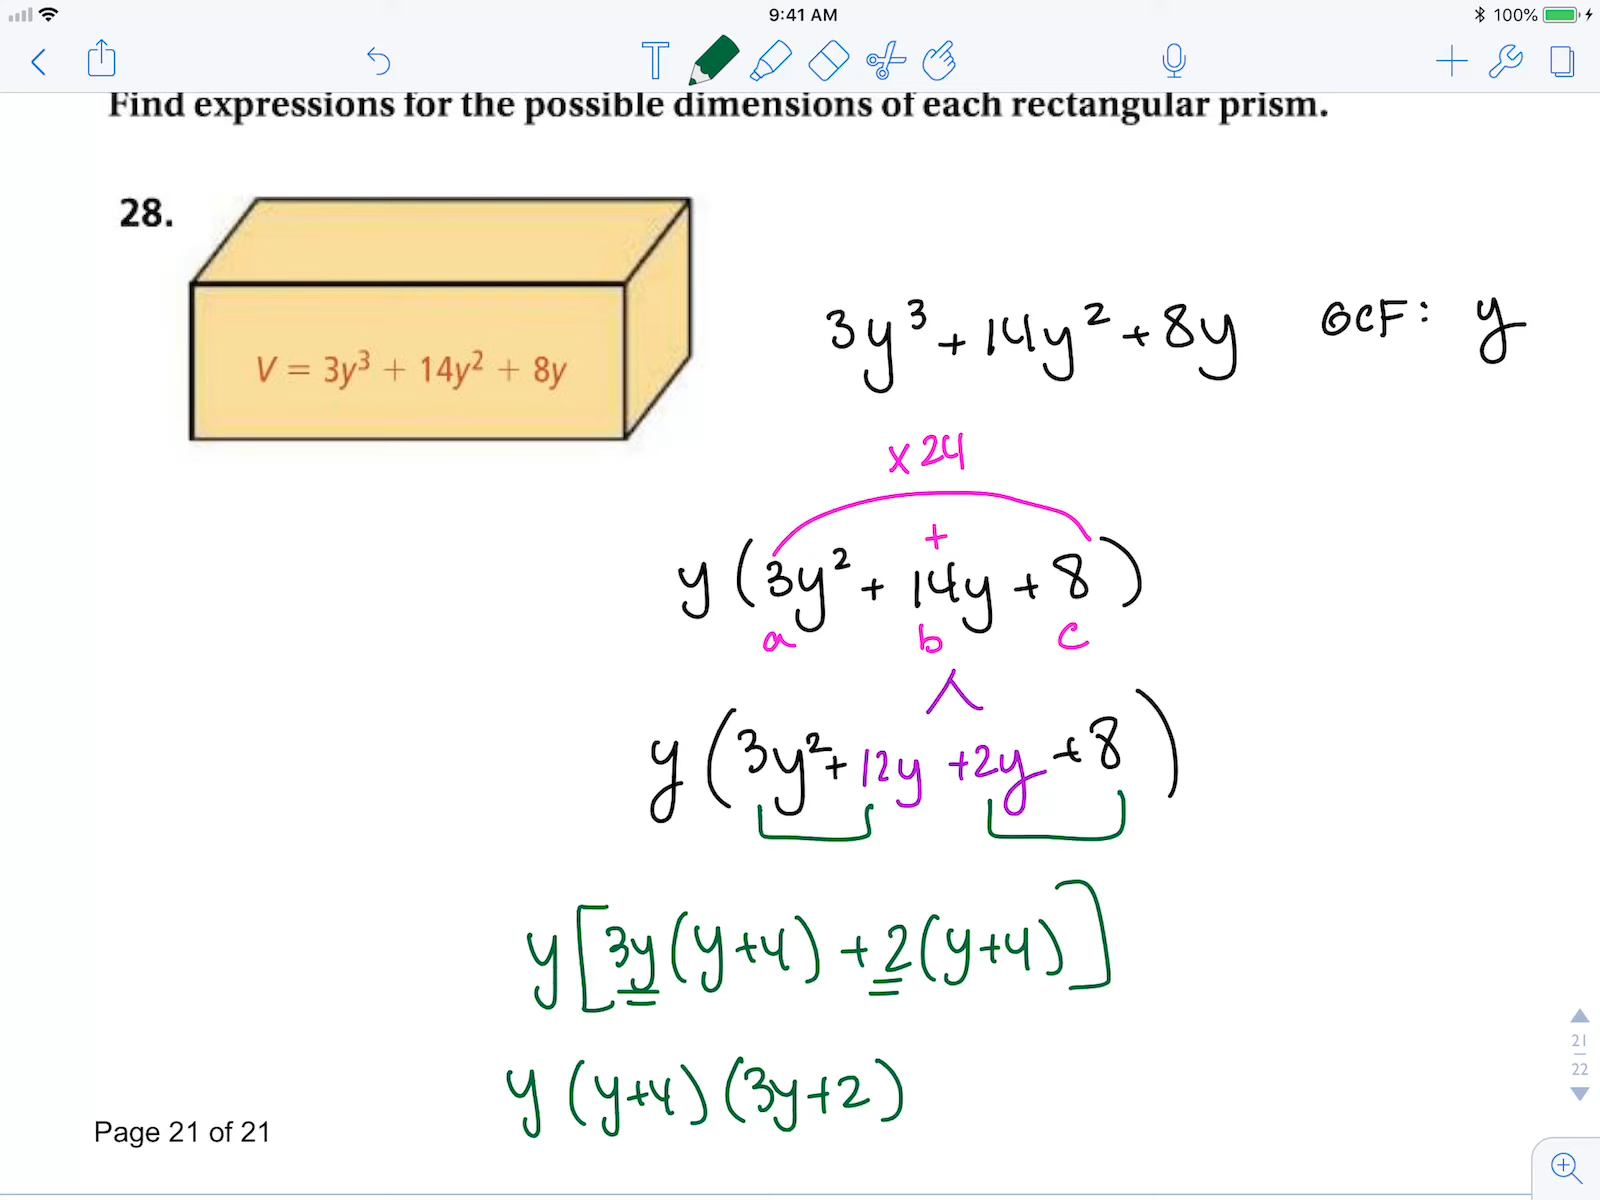 9:41 AM
100%
T
Find expressions for the possible dimensions of each rectangular prism.
28.
V = 3y³ + 14y² + 8y
3y³ + 14y² + 8y GCF: y
x 24
+
y (3y² + 14y + 8)
a b c
y (3y² + 12y + 2y + 8)
y [3y (y+4) + 2 (y+4)]
y (y+4) (3y+2)
21
22
Page 21 of 21